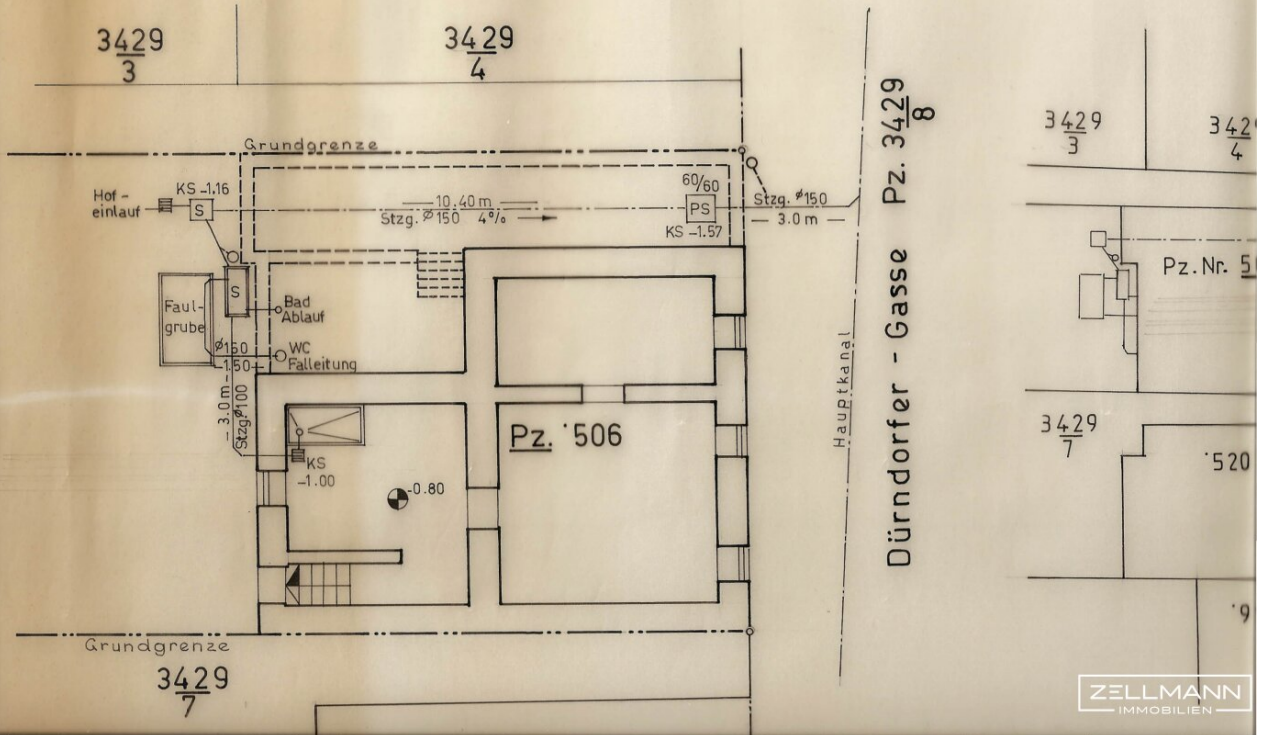 3429
3
3429
4
Grundgrenze
Hof-
einlauf
KS -1.16
S
10.40 m
Stzg. ø150 4%
60/60
PS
KS -1.57
Stzg. ø150
3.0 m
Faul-
grube
S
Bad
Ablauf
WC
Falleitung
ø150
-1.50-
3.0 m
Stzg. ø100
KS
-1.00
-0.80
Pz. ·506
Hauptkanal
Dürndorfer - Gasse Pz. 3429
8
Grundgrenze
3429
7
3429
3
342
4
Pz. Nr. 5
3429
7
·520
ZELLMANN
IMMOBILIEN